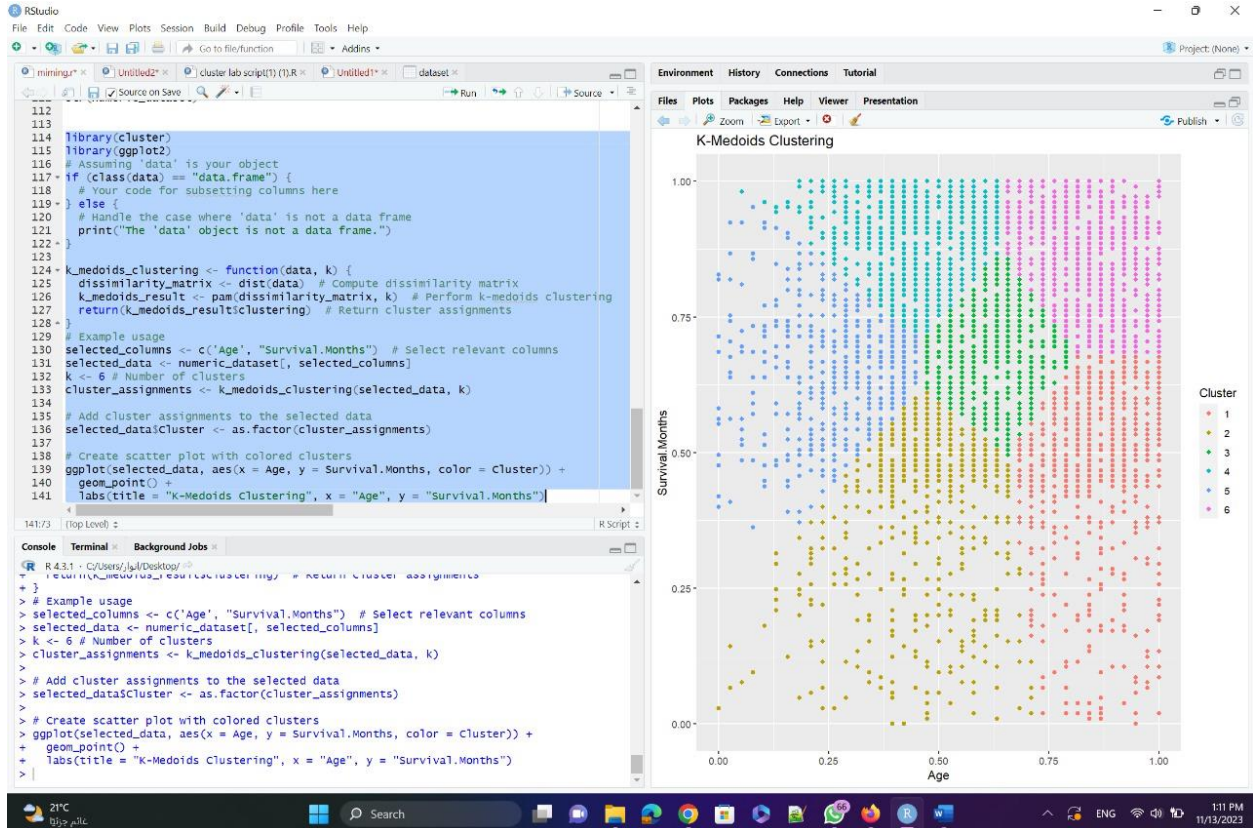 RStudio
File Edit Code View Plots Session Build Debug Profile Tools Help
Go to file/function
Addins
Project: (None)
miming.r*
Untitled2*
cluster lab script(1) (1).R
Untitled1*
dataset
Source on Save
Run
Source
112
113
114 library(cluster)
115 library(ggplot2)
116 # Assuming 'data' is your object
117 if (class(data) == "data.frame") {
118 # Your code for subsetting columns here
119 } else {
120 # Handle the case where 'data' is not a data frame
121 print("The 'data' object is not a data frame.")
122 }
123
124 k_medoids_clustering <- function(data, k) {
125 dissimilarity_matrix <- dist(data) # Compute dissimilarity matrix
126 k_medoids_result <- pam(dissimilarity_matrix, k) # Perform k-medoids clustering
127 return(k_medoids_result$clustering) # Return cluster assignments
128 }
129 # Example usage
130 selected_columns <- c('Age', "Survival.Months") # Select relevant columns
131 selected_data <- numeric_dataset[, selected_columns]
132 k <- 6 # Number of clusters
133 cluster_assignments <- k_medoids_clustering(selected_data, k)
134
135 # Add cluster assignments to the selected data
136 selected_data$Cluster <- as.factor(cluster_assignments)
137
138 # Create scatter plot with colored clusters
139 ggplot(selected_data, aes(x = Age, y = Survival.Months, color = Cluster)) +
140 geom_point() +
141 labs(title = "K-Medoids Clustering", x = "Age", y = "Survival.Months")
141:73 (Top Level)
R Script
Console Terminal Background Jobs
R 4.3.1 · C:/Users/انوار/Desktop/
+ return(k_medoids_result$clustering) # Return cluster assignments
+ }
> # Example usage
> selected_columns <- c('Age', "Survival.Months") # Select relevant columns
> selected_data <- numeric_dataset[, selected_columns]
> k <- 6 # Number of clusters
> cluster_assignments <- k_medoids_clustering(selected_data, k)
>
> # Add cluster assignments to the selected data
> selected_data$Cluster <- as.factor(cluster_assignments)
>
> # Create scatter plot with colored clusters
> ggplot(selected_data, aes(x = Age, y = Survival.Months, color = Cluster)) +
+ geom_point() +
+ labs(title = "K-Medoids Clustering", x = "Age", y = "Survival.Months")
>
Environment History Connections Tutorial
Files Plots Packages Help Viewer Presentation
Zoom
Export
Publish
K-Medoids Clustering
1.00
0.75
0.50
0.25
0.00
Survival.Months
0.00 0.25 0.50 0.75 1.00
Age
Cluster
1
2
3
4
5
6
21°C
غائم جزئيًا
Search
66
ENG
1:11 PM
11/13/2023